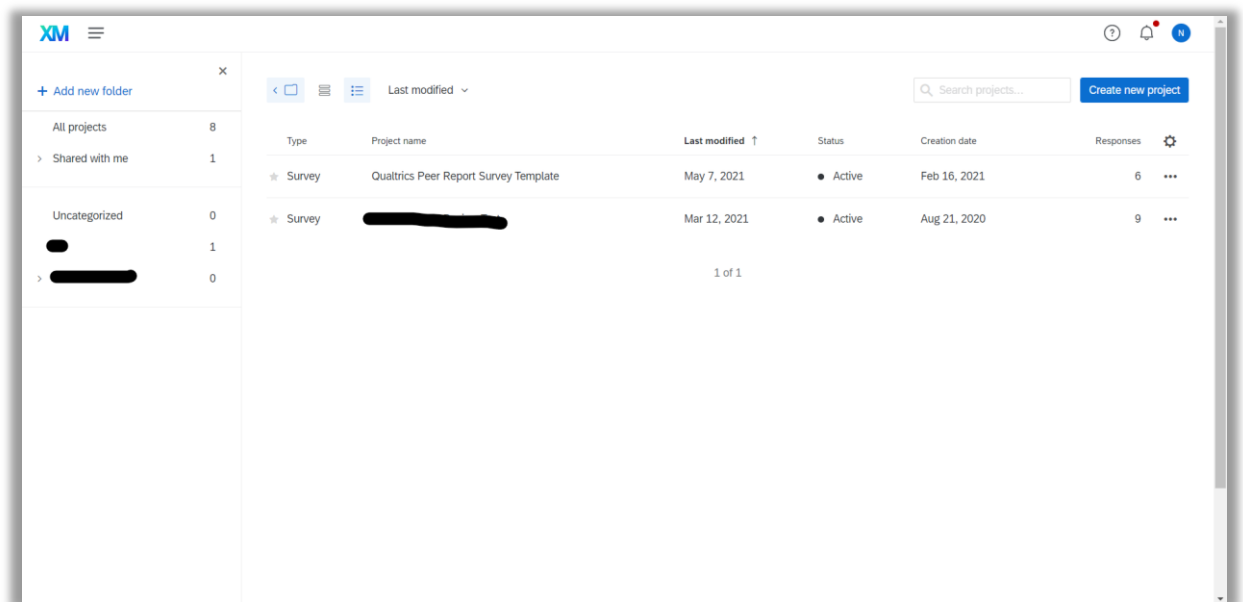 XM
N
+ Add new folder
All projects 8
Shared with me 1
Uncategorized 0
1
0
Last modified
Search projects...
Create new project
Type Project name Last modified ↑ Status Creation date Responses
Survey Qualtrics Peer Report Survey Template May 7, 2021 Active Feb 16, 2021 6
Survey Mar 12, 2021 Active Aug 21, 2020 9
1 of 1